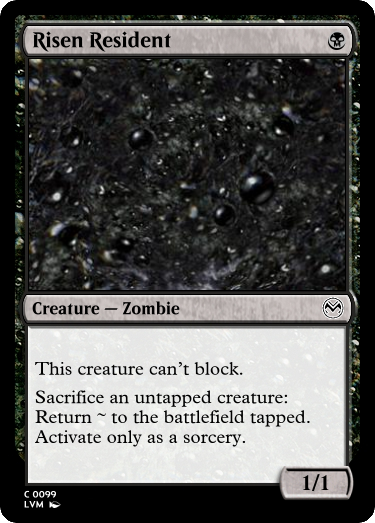 Risen Resident
Creature — Zombie
This creature can't block.
Sacrifice an untapped creature:
Return ~ to the battlefield tapped.
Activate only as a sorcery.
1/1
C 0099
LVM